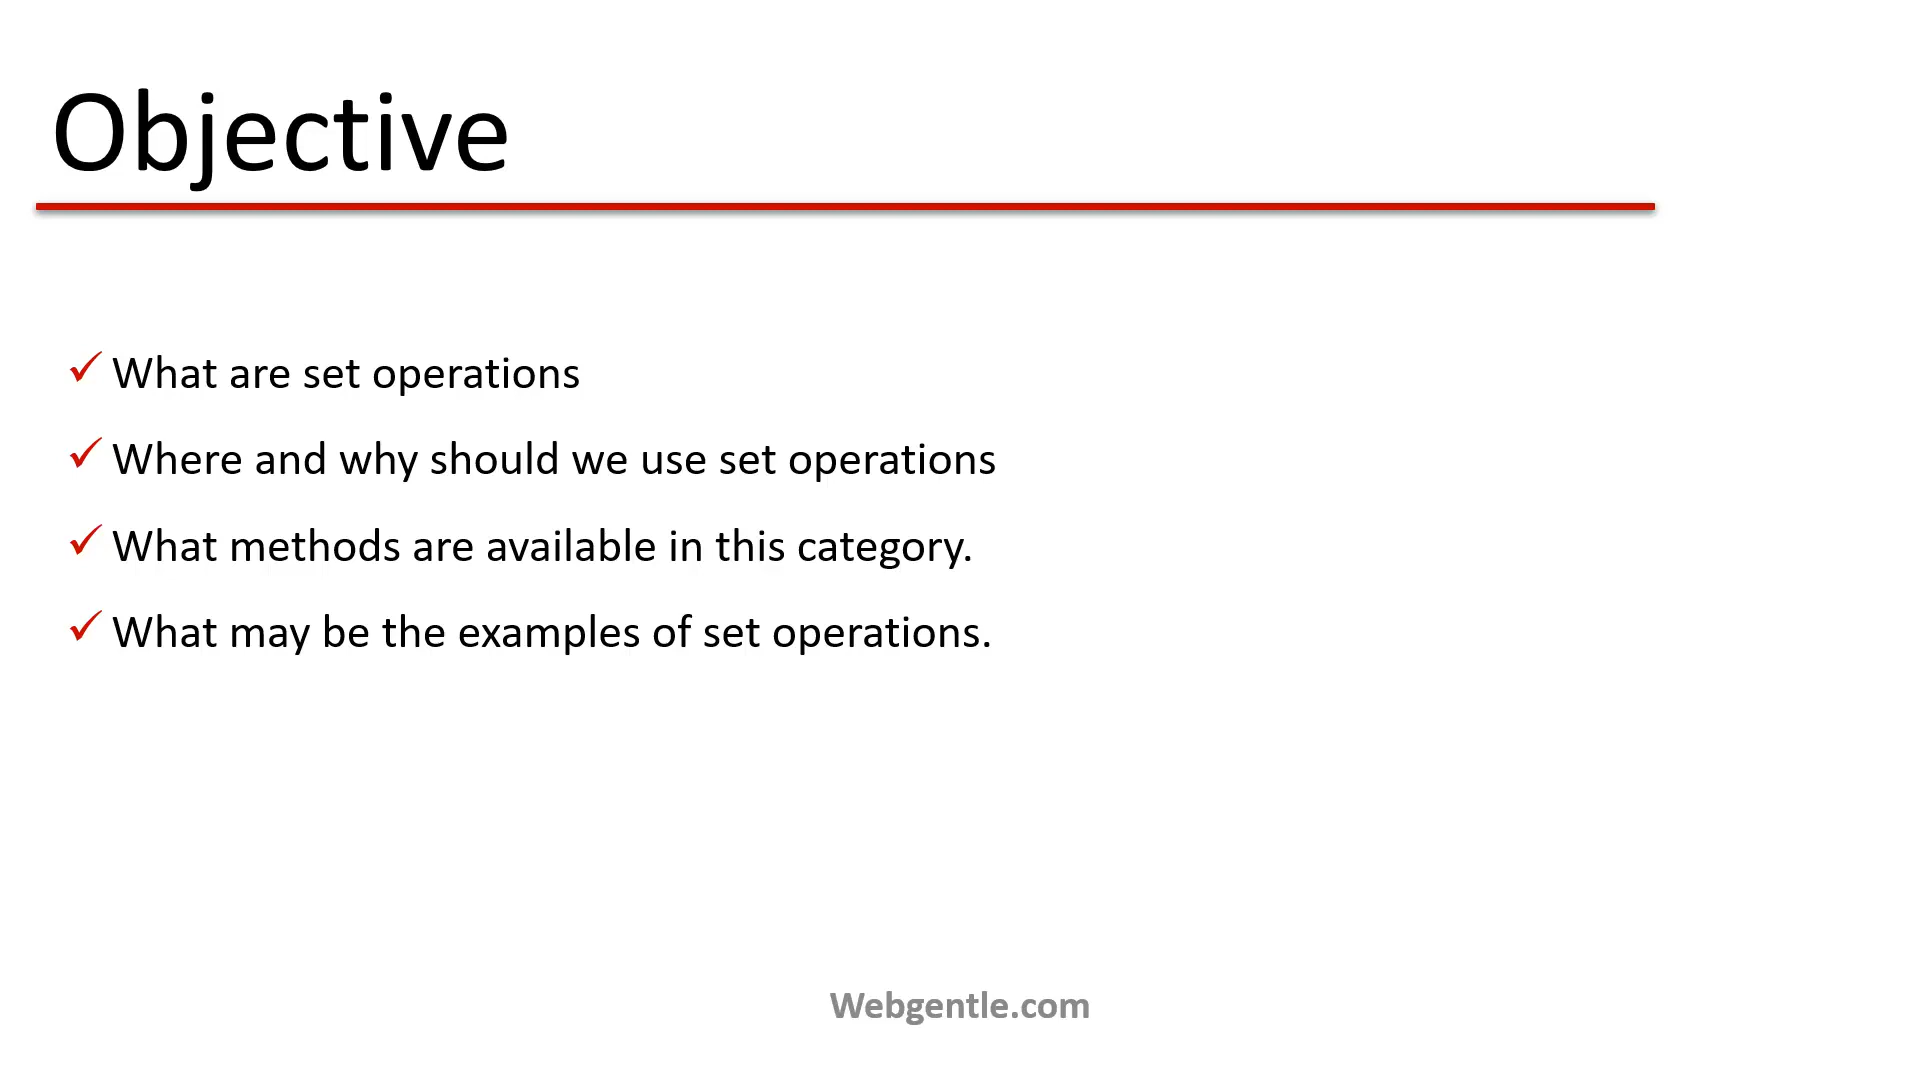 Objective
What are set operations
Where and why should we use set operations
What methods are available in this category.
What may be the examples of set operations.
Webgentle.com